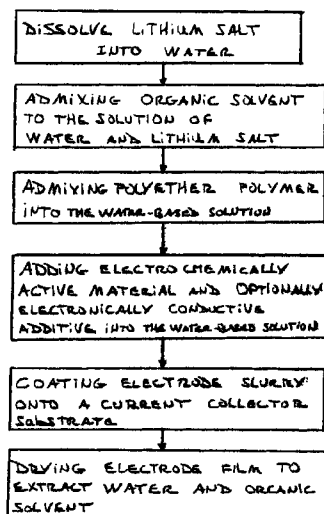 DISSOLVE LITHIUM SALT
INTO WATER
ADMIXING ORGANIC SOLVENT
TO THE SOLUTION OF
WATER AND LITHIUM SALT
ADMIXING POLYETHER POLYMER
INTO THE WATER-BASED SOLUTION
ADDING ELECTROCHEMICALLY
ACTIVE MATERIAL AND OPTIONALLY
ELECTRONICALLY CONDUCTIVE
ADDITIVE INTO THE WATER-BASED SOLUTION
COATING ELECTRODE SLURRY
ONTO A CURRENT COLLECTOR
SUBSTRATE
DRYING ELECTRODE FILM TO
EXTRACT WATER AND ORGANIC
SOLVENT